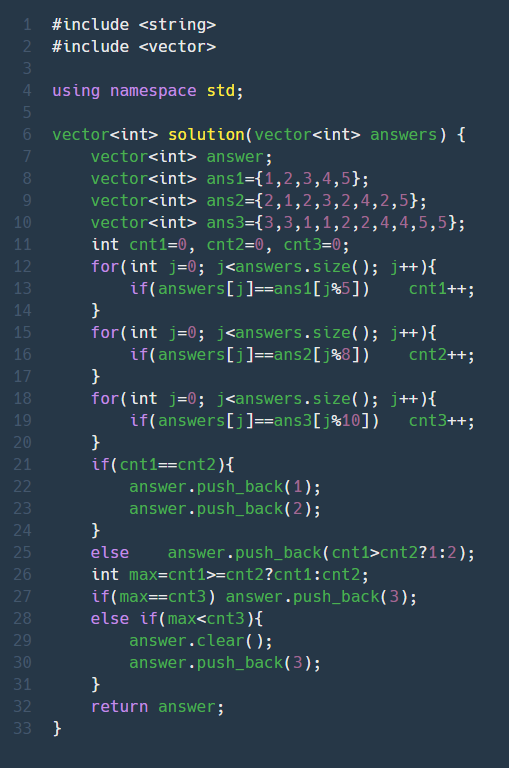 1 #include <string>
2 #include <vector>
3
4 using namespace std;
5
6 vector<int> solution(vector<int> answers) {
7     vector<int> answer;
8     vector<int> ans1={1,2,3,4,5};
9     vector<int> ans2={2,1,2,3,2,4,2,5};
10     vector<int> ans3={3,3,1,1,2,2,4,4,5,5};
11     int cnt1=0, cnt2=0, cnt3=0;
12     for(int j=0; j<answers.size(); j++){
13         if(answers[j]==ans1[j%5])    cnt1++;
14     }
15     for(int j=0; j<answers.size(); j++){
16         if(answers[j]==ans2[j%8])    cnt2++;
17     }
18     for(int j=0; j<answers.size(); j++){
19         if(answers[j]==ans3[j%10])   cnt3++;
20     }
21     if(cnt1==cnt2){
22         answer.push_back(1);
23         answer.push_back(2);
24     }
25     else    answer.push_back(cnt1>cnt2?1:2);
26     int max=cnt1>=cnt2?cnt1:cnt2;
27     if(max==cnt3) answer.push_back(3);
28     else if(max<cnt3){
29         answer.clear();
30         answer.push_back(3);
31     }
32     return answer;
33 }